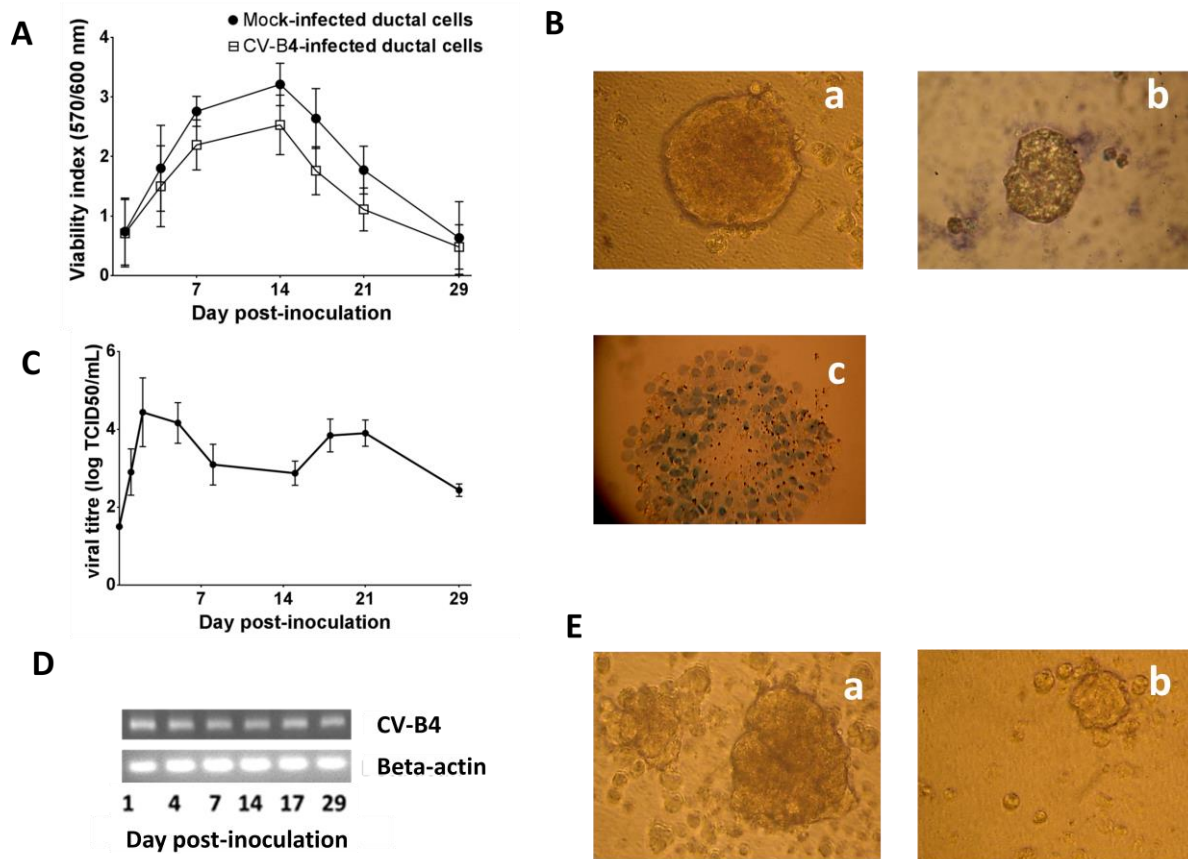 A
Mock-infected ductal cells
CV-B4-infected ductal cells
Viability index (570/600 nm)
4
3
2
1
0
7 14 21 29
Day post-inoculation
B
a
b
c
C
viral titre (log TCID50/mL)
6
4
2
0
7 14 21 29
Day post-inoculation
D
CV-B4
Beta-actin
1 4 7 14 17 29
Day post-inoculation
E
a
b